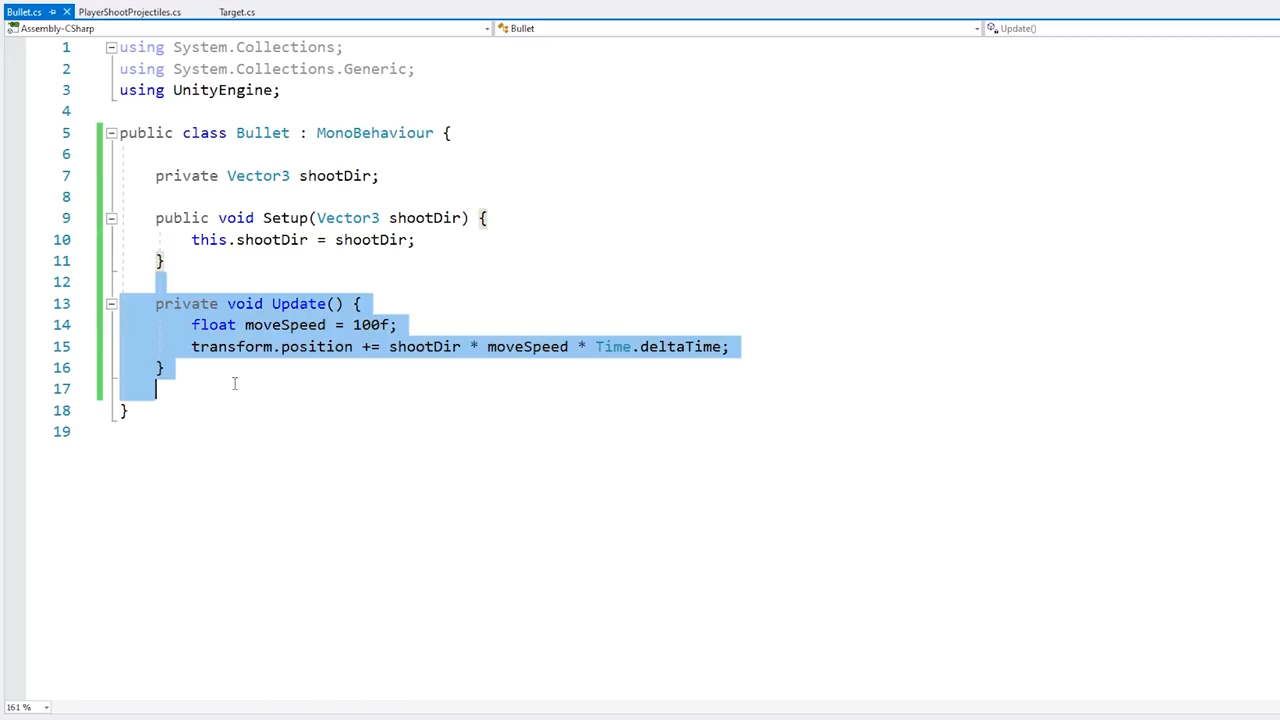 Bullet.cs PlayerShootProjectiles.cs Target.cs
Assembly-CSharp Bullet Update()
1 using System.Collections;
2 using System.Collections.Generic;
3 using UnityEngine;
4
5 public class Bullet : MonoBehaviour {
6
7 private Vector3 shootDir;
8
9 public void Setup(Vector3 shootDir) {
10 this.shootDir = shootDir;
11 }
12
13 private void Update() {
14 float moveSpeed = 100f;
15 transform.position += shootDir * moveSpeed * Time.deltaTime;
16 }
17
18 }
19
161 %